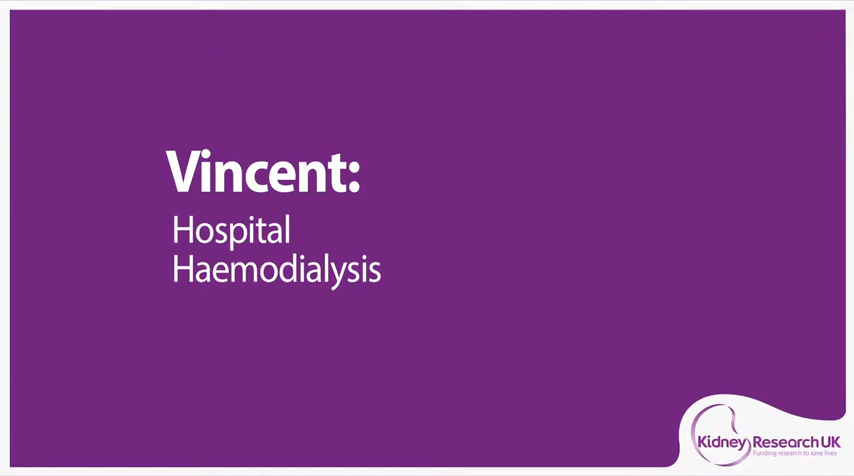 Vincent:
Hospital
Haemodialysis
Kidney Research UK
Funding research to save lives